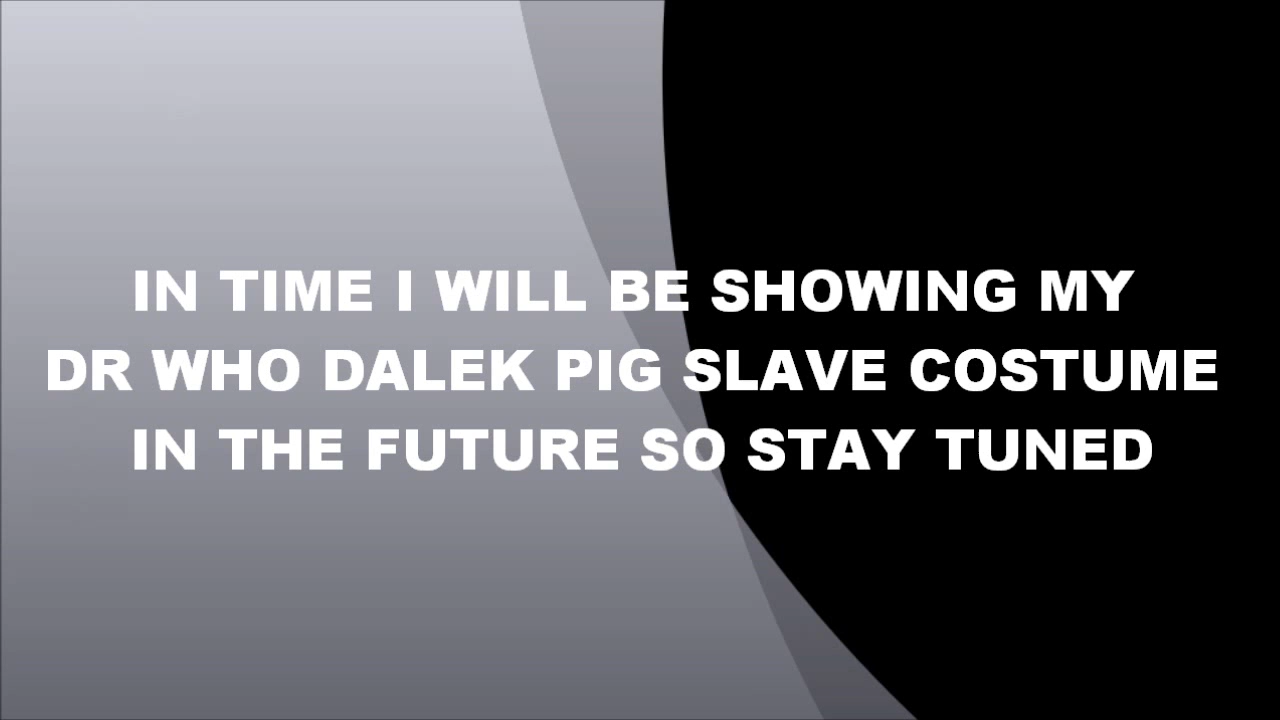 IN TIME I WILL BE SHOWING MY
DR WHO DALEK PIG SLAVE COSTUME
IN THE FUTURE SO STAY TUNED